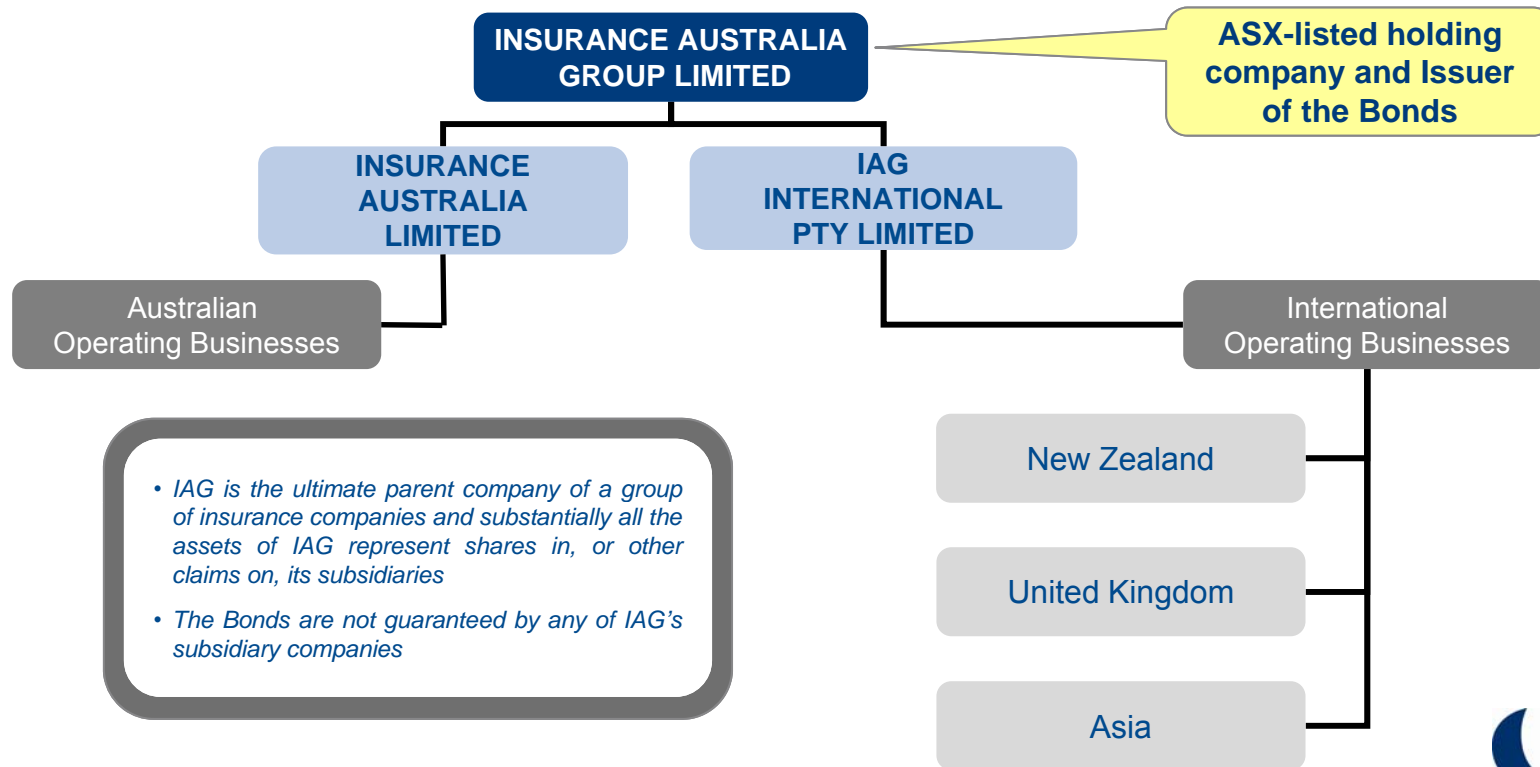 INSURANCE AUSTRALIA
GROUP LIMITED
ASX-listed holding
company and Issuer
of the Bonds
INSURANCE
AUSTRALIA
LIMITED
IAG
INTERNATIONAL
PTY LIMITED
Australian
Operating Businesses
International
Operating Businesses
• IAG is the ultimate parent company of a group
of insurance companies and substantially all the
assets of IAG represent shares in, or other
claims on, its subsidiaries
• The Bonds are not guaranteed by any of IAG’s
subsidiary companies
New Zealand
United Kingdom
Asia